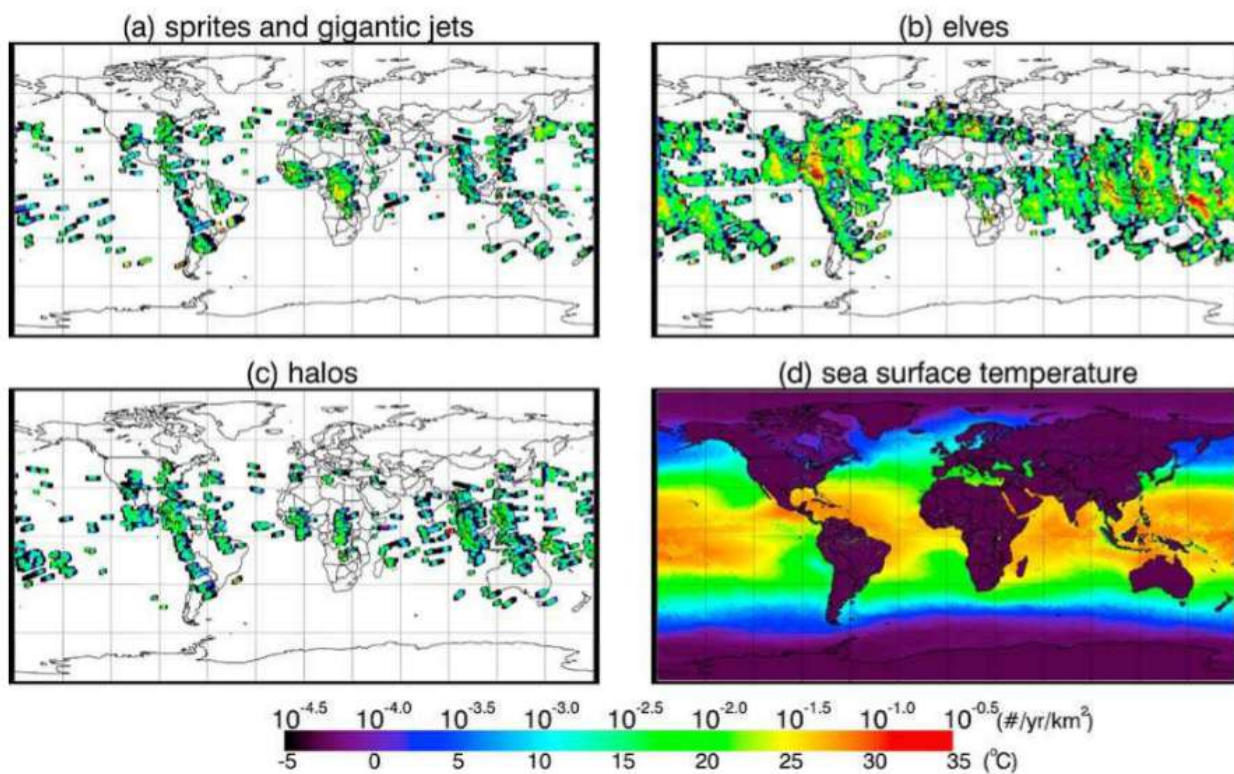 (a) sprites and gigantic jets
(b) elves
(c) halos
(d) sea surface temperature
10^-4.5 10^-4.0 10^-3.5 10^-3.0 10^-2.5 10^-2.0 10^-1.5 10^-1.0 10^-0.5 (#/yr/km²)
-5 0 5 10 15 20 25 30 35 (°C)